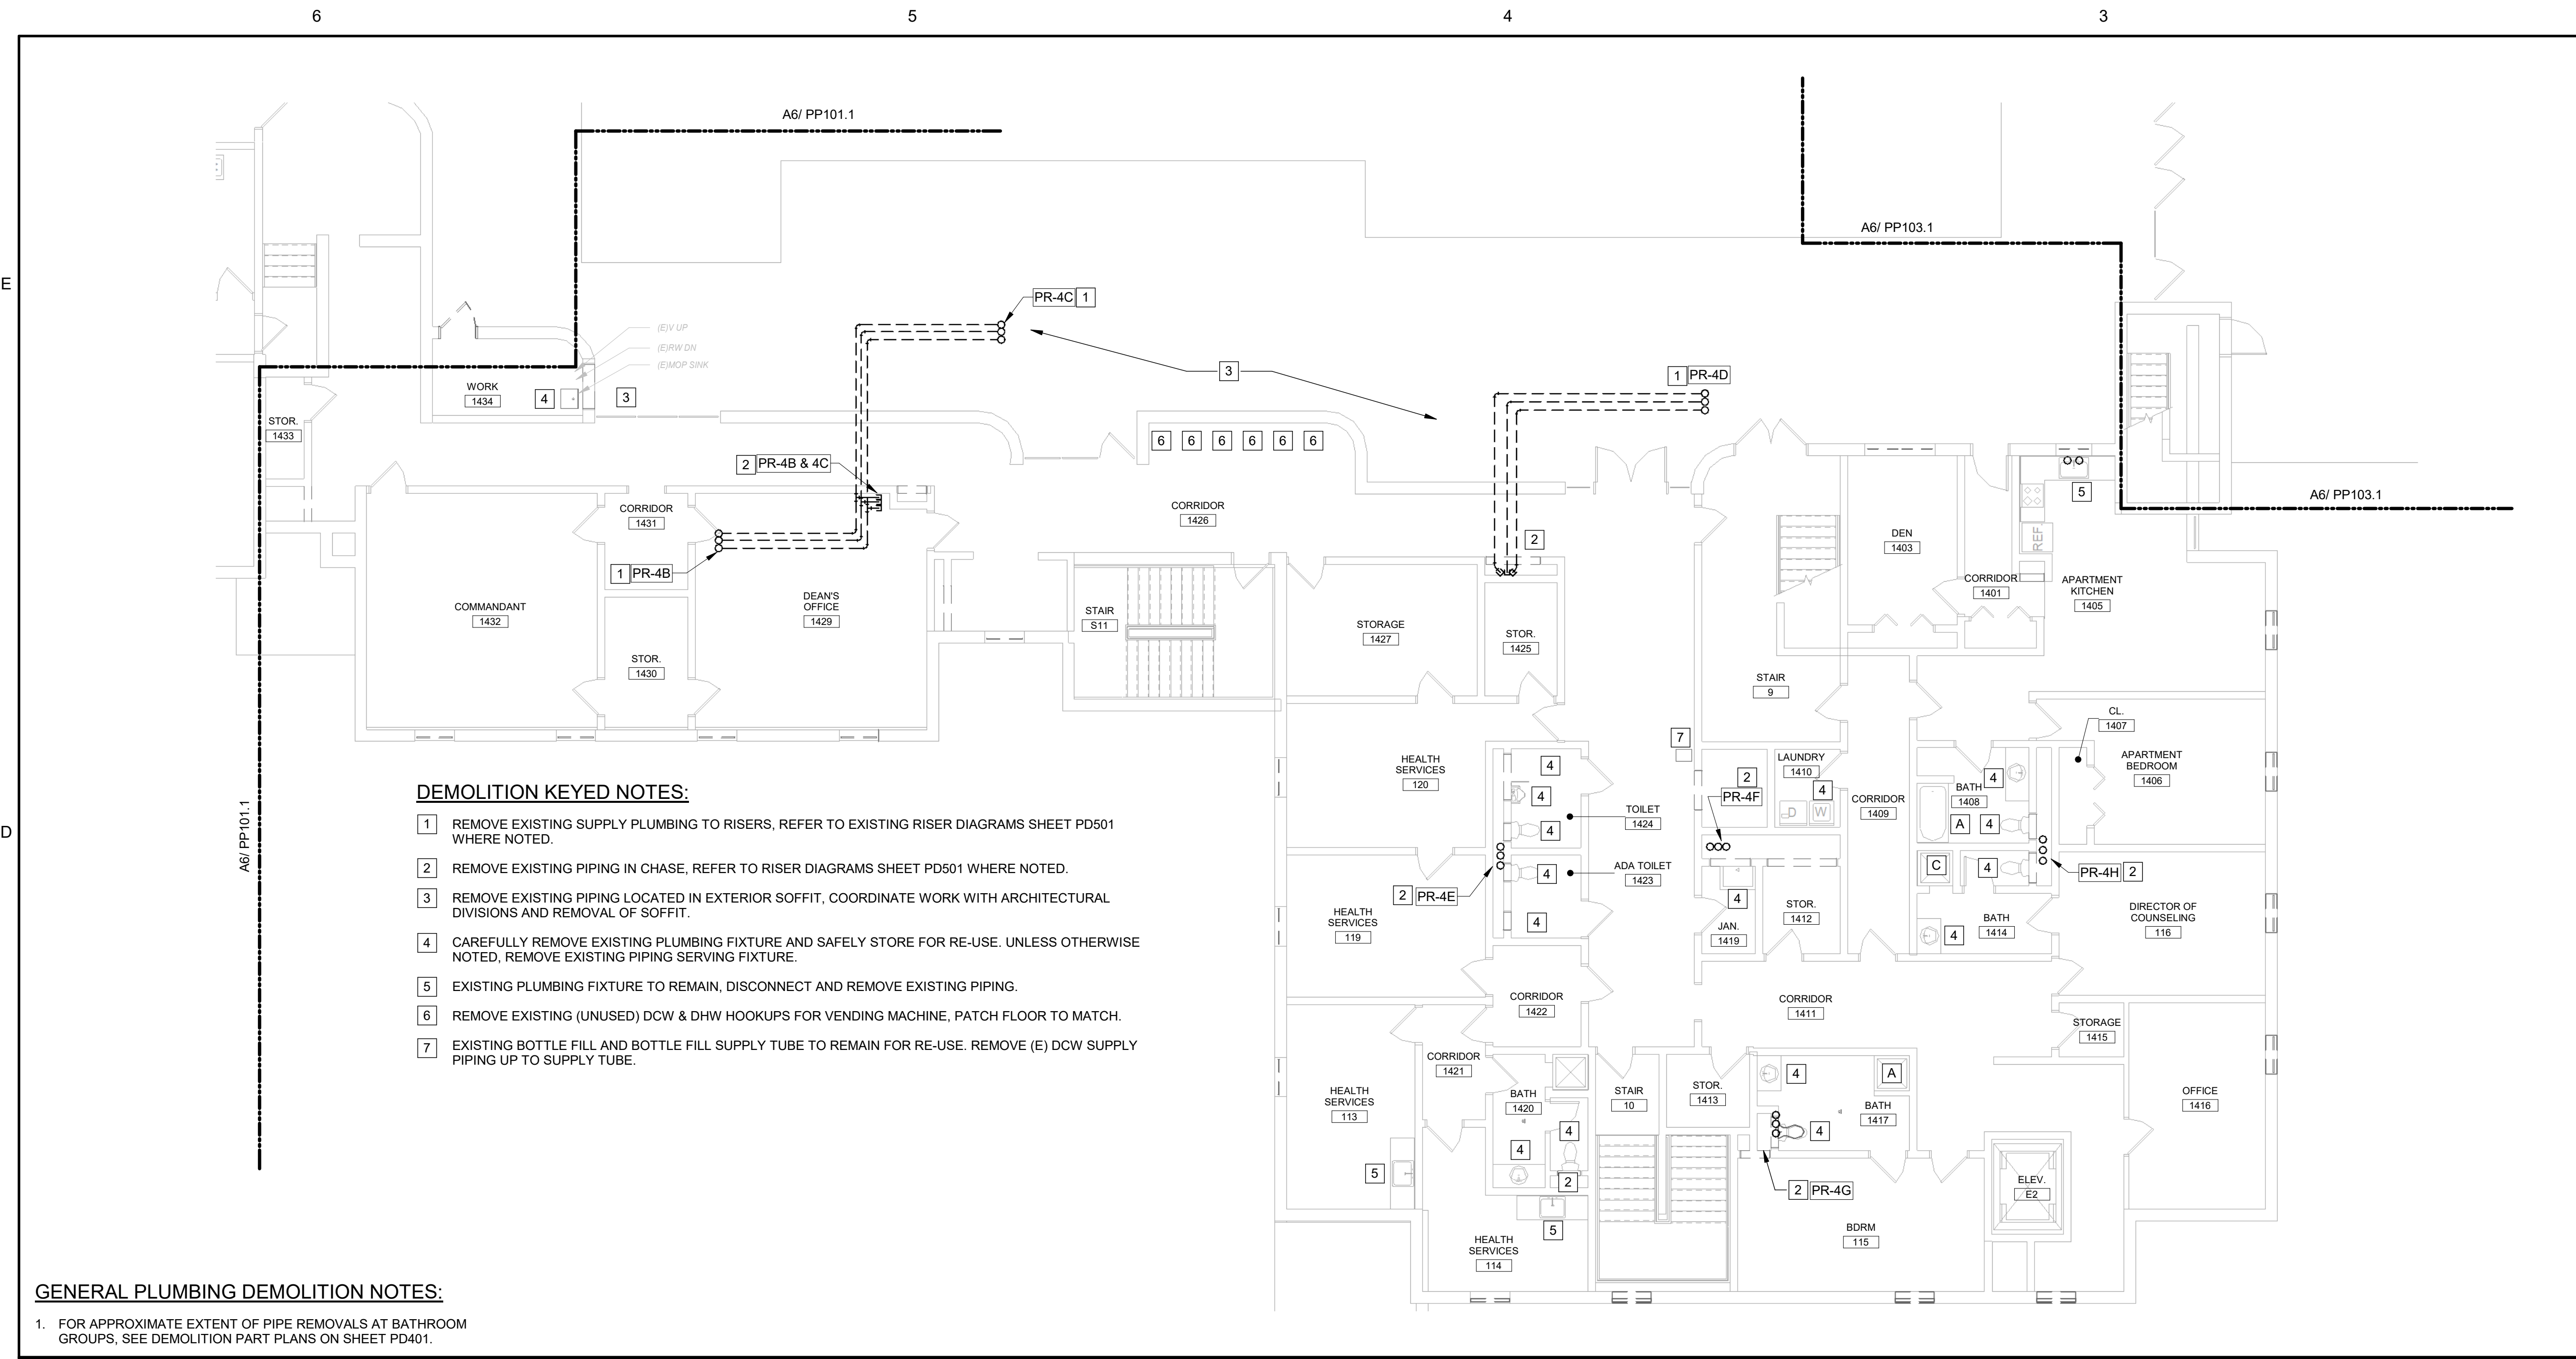 6
5
4
3
E
D
A6/ PP101.1
A6/ PP103.1
A6/ PP103.1
A6/ PP101.1
PR-4C
1
(E)V UP
(E)RW DN
(E)MOP SINK
3
1
PR-4D
WORK
1434
4
3
STOR.
1433
6
6
6
6
6
6
2
PR-4B & 4C
5
CORRIDOR
1431
CORRIDOR
1426
2
DEN
1403
REF.
1
PR-4B
CORRIDOR
1401
APARTMENT
KITCHEN
1405
COMMANDANT
1432
DEAN'S
OFFICE
1429
STAIR
S11
STORAGE
1427
STOR.
1425
STOR.
1430
STAIR
9
CL.
1407
7
HEALTH
SERVICES
120
4
2
LAUNDRY
1410
4
APARTMENT
BEDROOM
1406
4
PR-4F
4
D
W
CORRIDOR
1409
BATH
1408
TOILET
1424
4
A
4
ADA TOILET
1423
4
C
4
PR-4H
2
2
PR-4E
4
4
HEALTH
SERVICES
119
JAN.
1419
STOR.
1412
4
BATH
1414
DIRECTOR OF
COUNSELING
116
CORRIDOR
1422
CORRIDOR
1411
STORAGE
1415
CORRIDOR
1421
HEALTH
SERVICES
113
BATH
1420
STAIR
10
STOR.
1413
4
A
BATH
1417
OFFICE
1416
4
4
4
5
2
2
PR-4G
ELEV.
E2
5
BDRM
115
HEALTH
SERVICES
114
DEMOLITION KEYED NOTES:
1 REMOVE EXISTING SUPPLY PLUMBING TO RISERS, REFER TO EXISTING RISER DIAGRAMS SHEET PD501
WHERE NOTED.
2 REMOVE EXISTING PIPING IN CHASE, REFER TO RISER DIAGRAMS SHEET PD501 WHERE NOTED.
3 REMOVE EXISTING PIPING LOCATED IN EXTERIOR SOFFIT, COORDINATE WORK WITH ARCHITECTURAL
DIVISIONS AND REMOVAL OF SOFFIT.
4 CAREFULLY REMOVE EXISTING PLUMBING FIXTURE AND SAFELY STORE FOR RE-USE. UNLESS OTHERWISE
NOTED, REMOVE EXISTING PIPING SERVING FIXTURE.
5 EXISTING PLUMBING FIXTURE TO REMAIN, DISCONNECT AND REMOVE EXISTING PIPING.
6 REMOVE EXISTING (UNUSED) DCW & DHW HOOKUPS FOR VENDING MACHINE, PATCH FLOOR TO MATCH.
7 EXISTING BOTTLE FILL AND BOTTLE FILL SUPPLY TUBE TO REMAIN FOR RE-USE. REMOVE (E) DCW SUPPLY
PIPING UP TO SUPPLY TUBE.
GENERAL PLUMBING DEMOLITION NOTES:
1. FOR APPROXIMATE EXTENT OF PIPE REMOVALS AT BATHROOM
GROUPS, SEE DEMOLITION PART PLANS ON SHEET PD401.